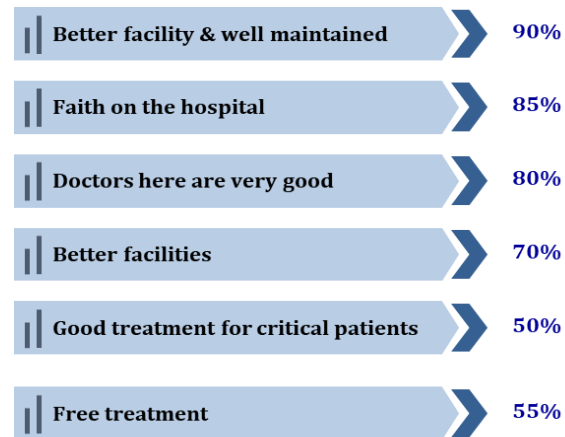 Better facility & well maintained 90%
Faith on the hospital 85%
Doctors here are very good 80%
Better facilities 70%
Good treatment for critical patients 50%
Free treatment 55%